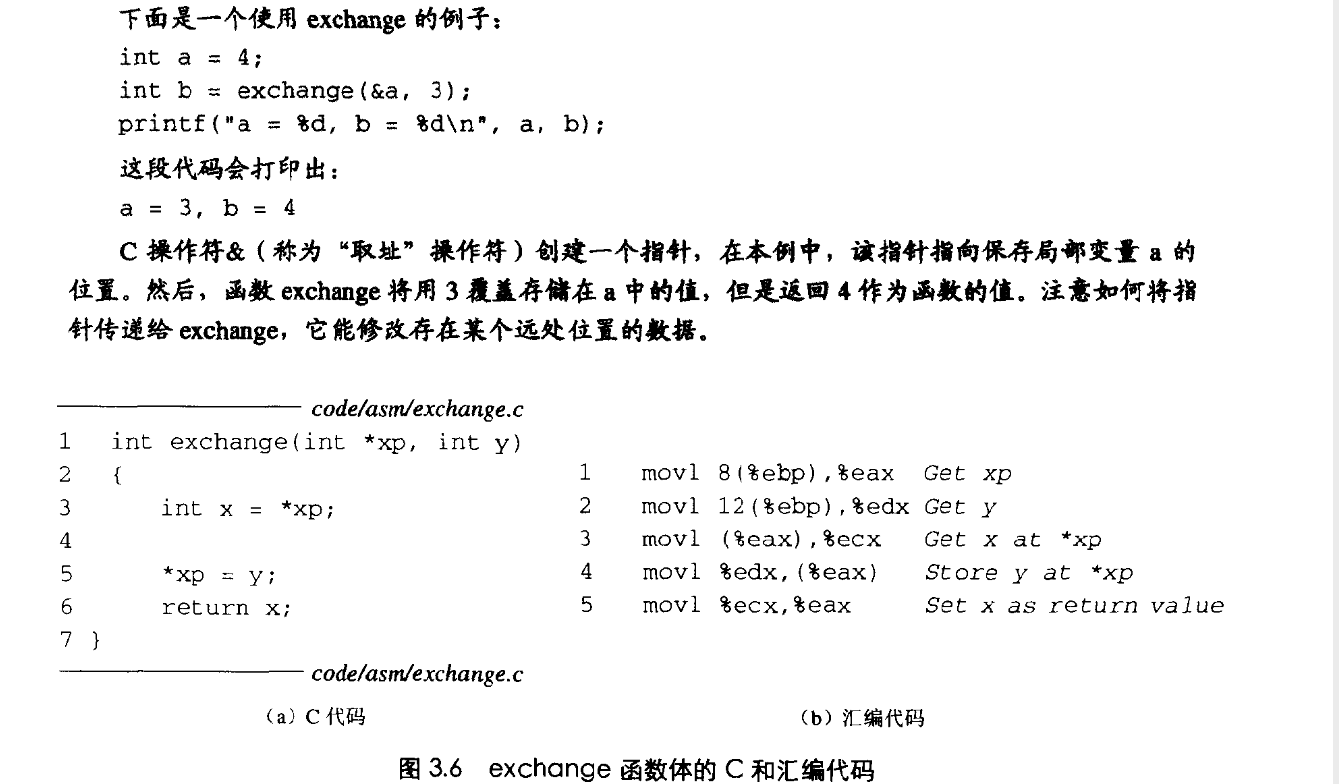 下面是一个使用 exchange 的例子：
int a = 4;
int b = exchange(&a, 3);
printf("a = %d, b = %d\n", a, b);
这段代码会打印出：
a = 3, b = 4
C 操作符&（称为“取址”操作符）创建一个指针，在本例中，该指针指向保存局部变量 a 的
位置。然后，函数 exchange 将用 3 覆盖存储在 a 中的值，但是返回 4 作为函数的值。注意如何将指
针传递给 exchange，它能修改存在某个远处位置的数据。
code/asm/exchange.c
1 int exchange(int *xp, int y)
2 {
3 int x = *xp;
4
5 *xp = y;
6 return x;
7 }
code/asm/exchange.c
（a）C 代码
1 movl 8(%ebp),%eax Get xp
2 movl 12(%ebp),%edx Get y
3 movl (%eax),%ecx Get x at *xp
4 movl %edx,(%eax) Store y at *xp
5 movl %ecx,%eax Set x as return value
（b）汇编代码
图 3.6 exchange 函数体的 C 和汇编代码